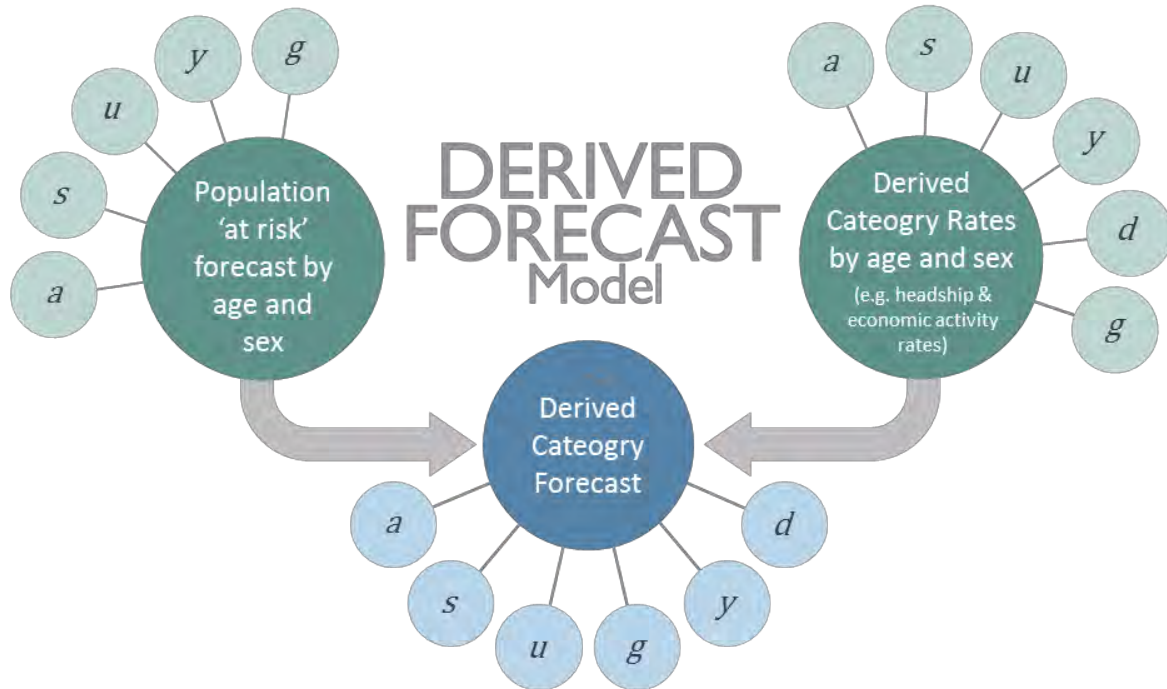 y
g
u
s
a
Population
‘at risk’
forecast by
age and
sex
DERIVED
FORECAST
Model
a
s
u
y
d
g
Derived
Cateogry Rates
by age and sex
(e.g. headship &
economic activity
rates)
Derived
Cateogry
Forecast
a
s
u
g
y
d